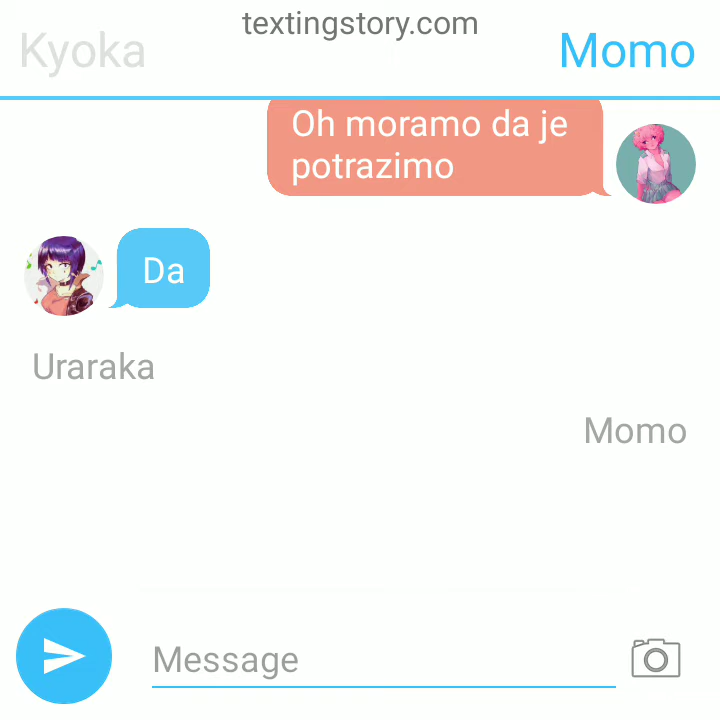 textingstory.com
Kyoka
Momo
Oh moramo da je
potrazimo
Da
Uraraka
Momo
Message